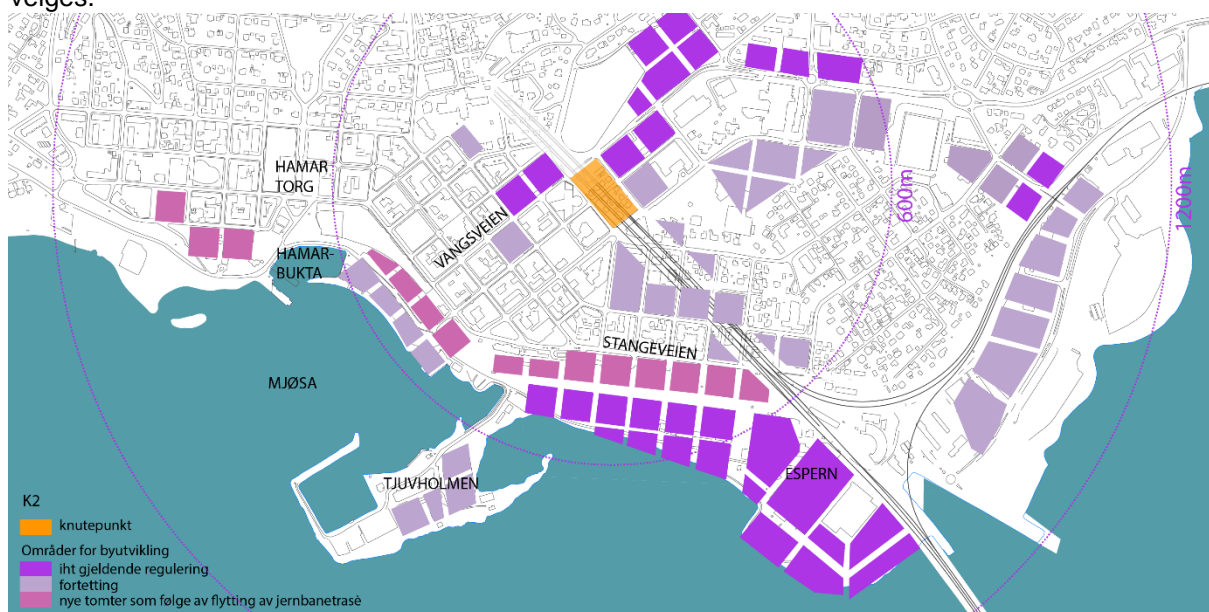 velges.
HAMAR
TORG
VANGSVEIEN
HAMAR-
BUKTA
600m
1200m
STANGEVEIEN
MJØSA
TJUVHOLMEN
ESPERN
K2
knutepunkt
Områder for byutvikling
iht gjeldende regulering
fortetting
nye tomter som følge av flytting av jernbanetrasè